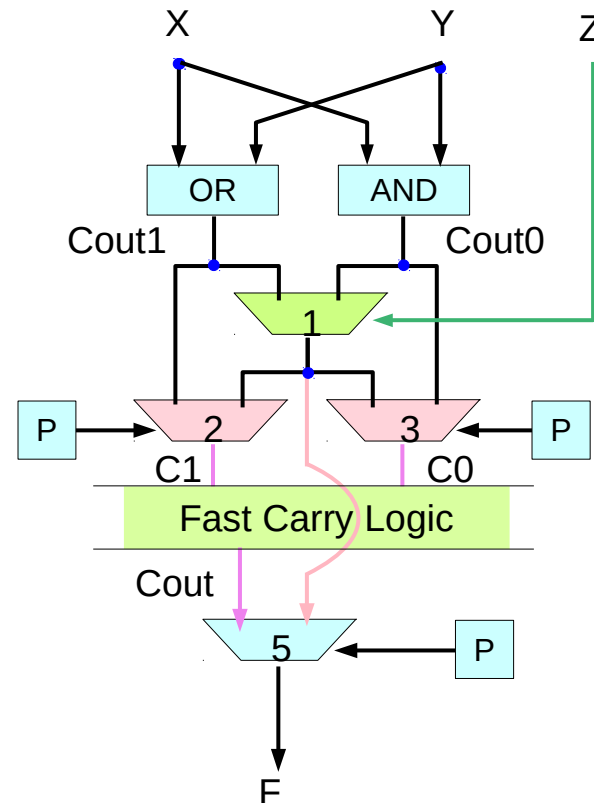 X Y Z
OR AND
Cout1 Cout0
1
P 2 3 P
C1 C0
Fast Carry Logic
Cout
5 P
F